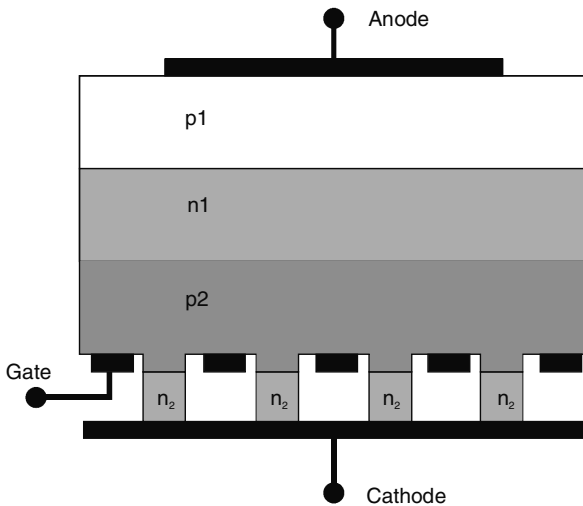 Anode
p1
n1
p2
Gate
n₂ n₂ n₂ n₂
Cathode